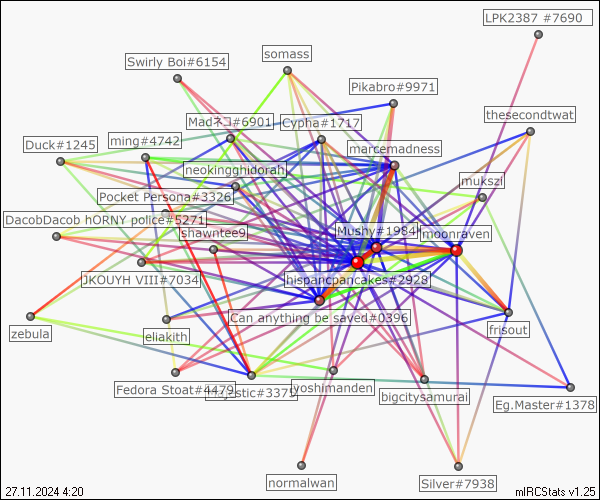 LPK2387 #7690
somass
Swirly Boi#6154
Pikabro#9971
thesecondtwat
Madネコ#6901
Cypha#1717
Duck#1245
ming#4742
marcemadness
neokingghidorah
mukszi
Pocket Persona#3326
DacobDacob hORNY police#5271
shawntee9
Mushy#1984
moonraven
JKOUYH VIII#7034
hispancpancakes#2928
Can anything be saved#0396
zebula
eliakith
frisout
Fedora Stoat#4479
#3375
yoshimanden
bigcitysamurai
Eg.Master#1378
normalwan
Silver#7938
27.11.2024 4:20
mIRCStats v1.25